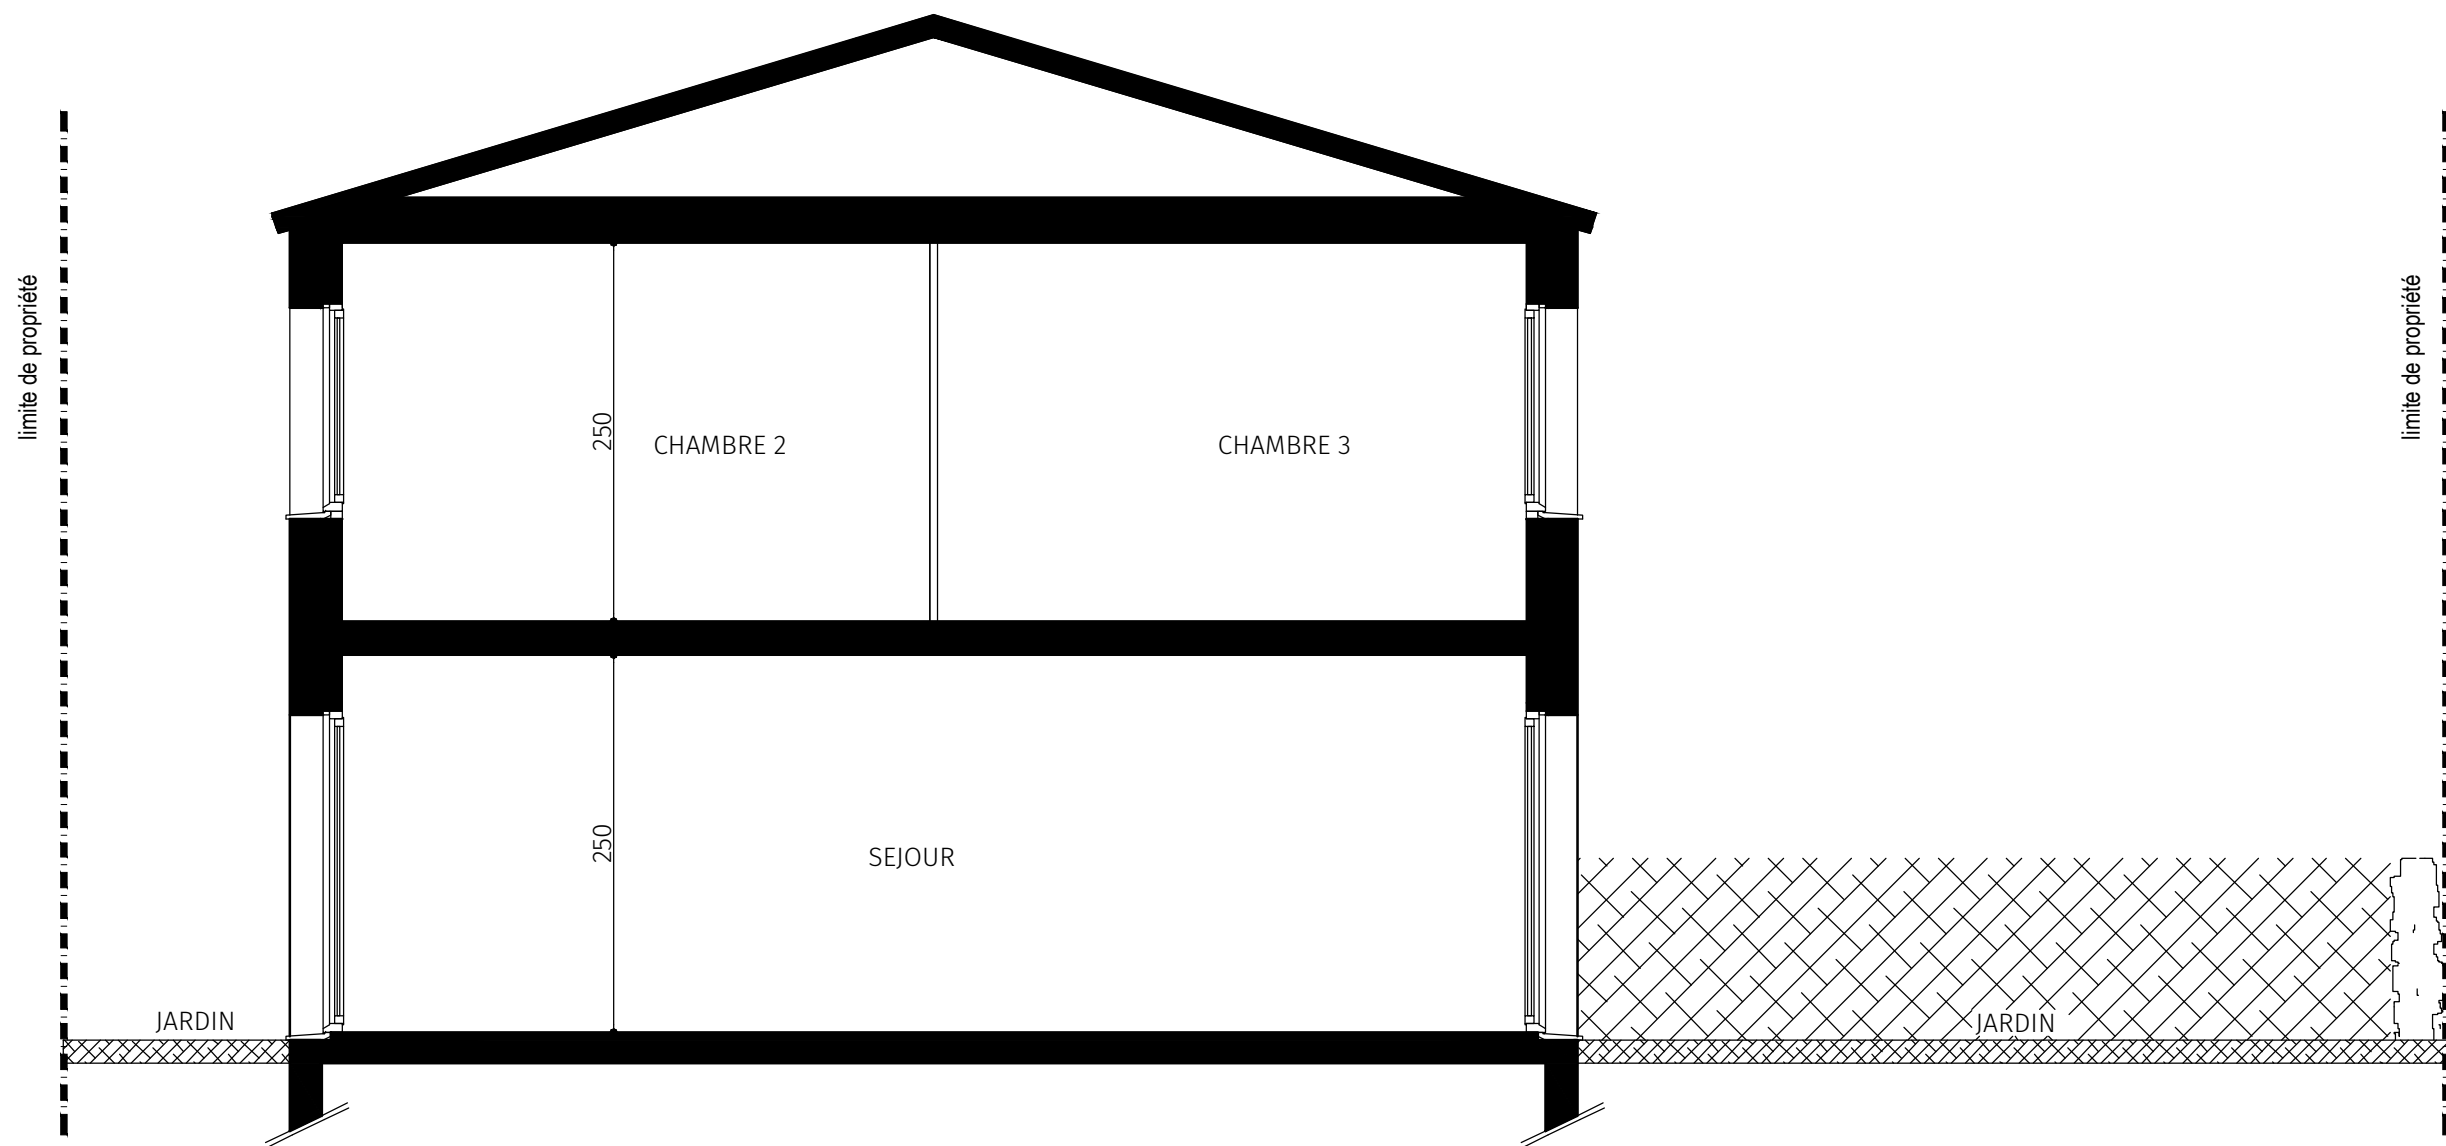 limite de propriété
limite de propriété
250
CHAMBRE 2
CHAMBRE 3
250
SEJOUR
JARDIN
JARDIN